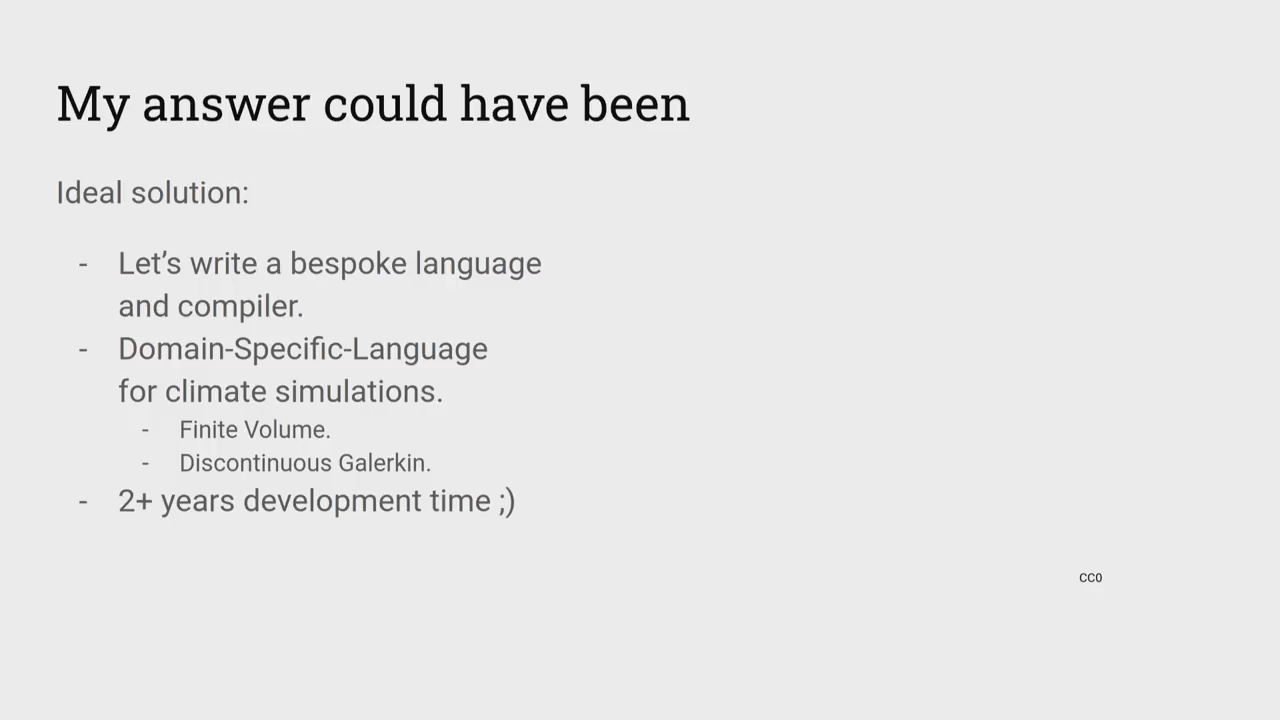 My answer could have been
Ideal solution:
- Let’s write a bespoke language
and compiler.
- Domain-Specific-Language
for climate simulations.
- Finite Volume.
- Discontinuous Galerkin.
- 2+ years development time ;)
CC0